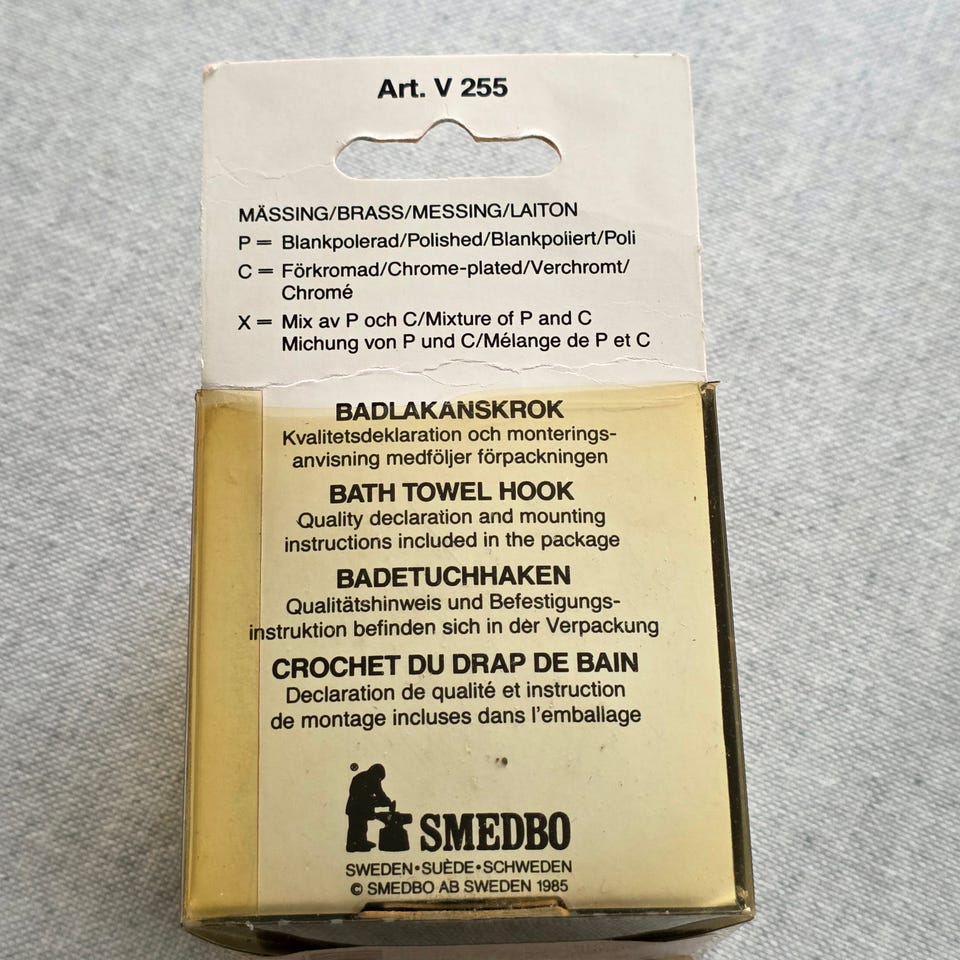 Art. V 255
MÄSSING/BRASS/MESSING/LAITON
P = Blankpolerad/Polished/Blankpoliert/Poli
C = Förkromad/Chrome-plated/Verchromt/
Chromé
X = Mix av P och C/Mixture of P and C
Michung von P und C/Mélange de P et C
BADLAKANSKROK
Kvalitetsdeklaration och monterings-
anvisning medföljer förpackningen
BATH TOWEL HOOK
Quality declaration and mounting
instructions included in the package
BADETUCHHAKEN
Qualitätshinweis und Befestigungs-
instruktion befinden sich in der Verpackung
CROCHET DU DRAP DE BAIN
Declaration de qualité et instruction
de montage incluses dans l'emballage
® SMEDBO
SWEDEN•SUÈDE•SCHWEDEN
© SMEDBO AB SWEDEN 1985